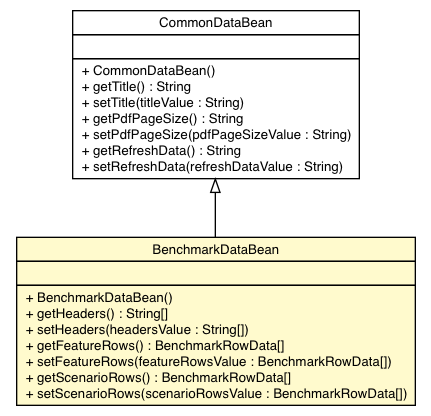 CommonDataBean
+ CommonDataBean()
+ getTitle() : String
+ setTitle(titleValue : String)
+ getPdfPageSize() : String
+ setPdfPageSize(pdfPageSizeValue : String)
+ getRefreshData() : String
+ setRefreshData(refreshDataValue : String)
BenchmarkDataBean
+ BenchmarkDataBean()
+ getHeaders() : String[]
+ setHeaders(headersValue : String[])
+ getFeatureRows() : BenchmarkRowData[]
+ setFeatureRows(featureRowsValue : BenchmarkRowData[])
+ getScenarioRows() : BenchmarkRowData[]
+ setScenarioRows(scenarioRowsValue : BenchmarkRowData[])